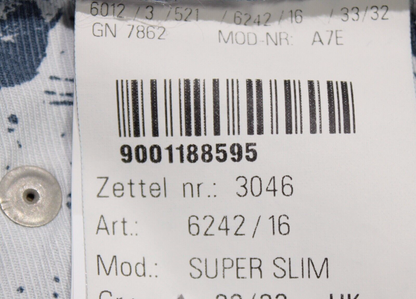 6012 /3 /521 /6242/16 /33/32
GN 7862 MOD-NR: A7E
9001188595
Zettel nr.: 3046
Art.: 6242/16
Mod.: SUPER SLIM